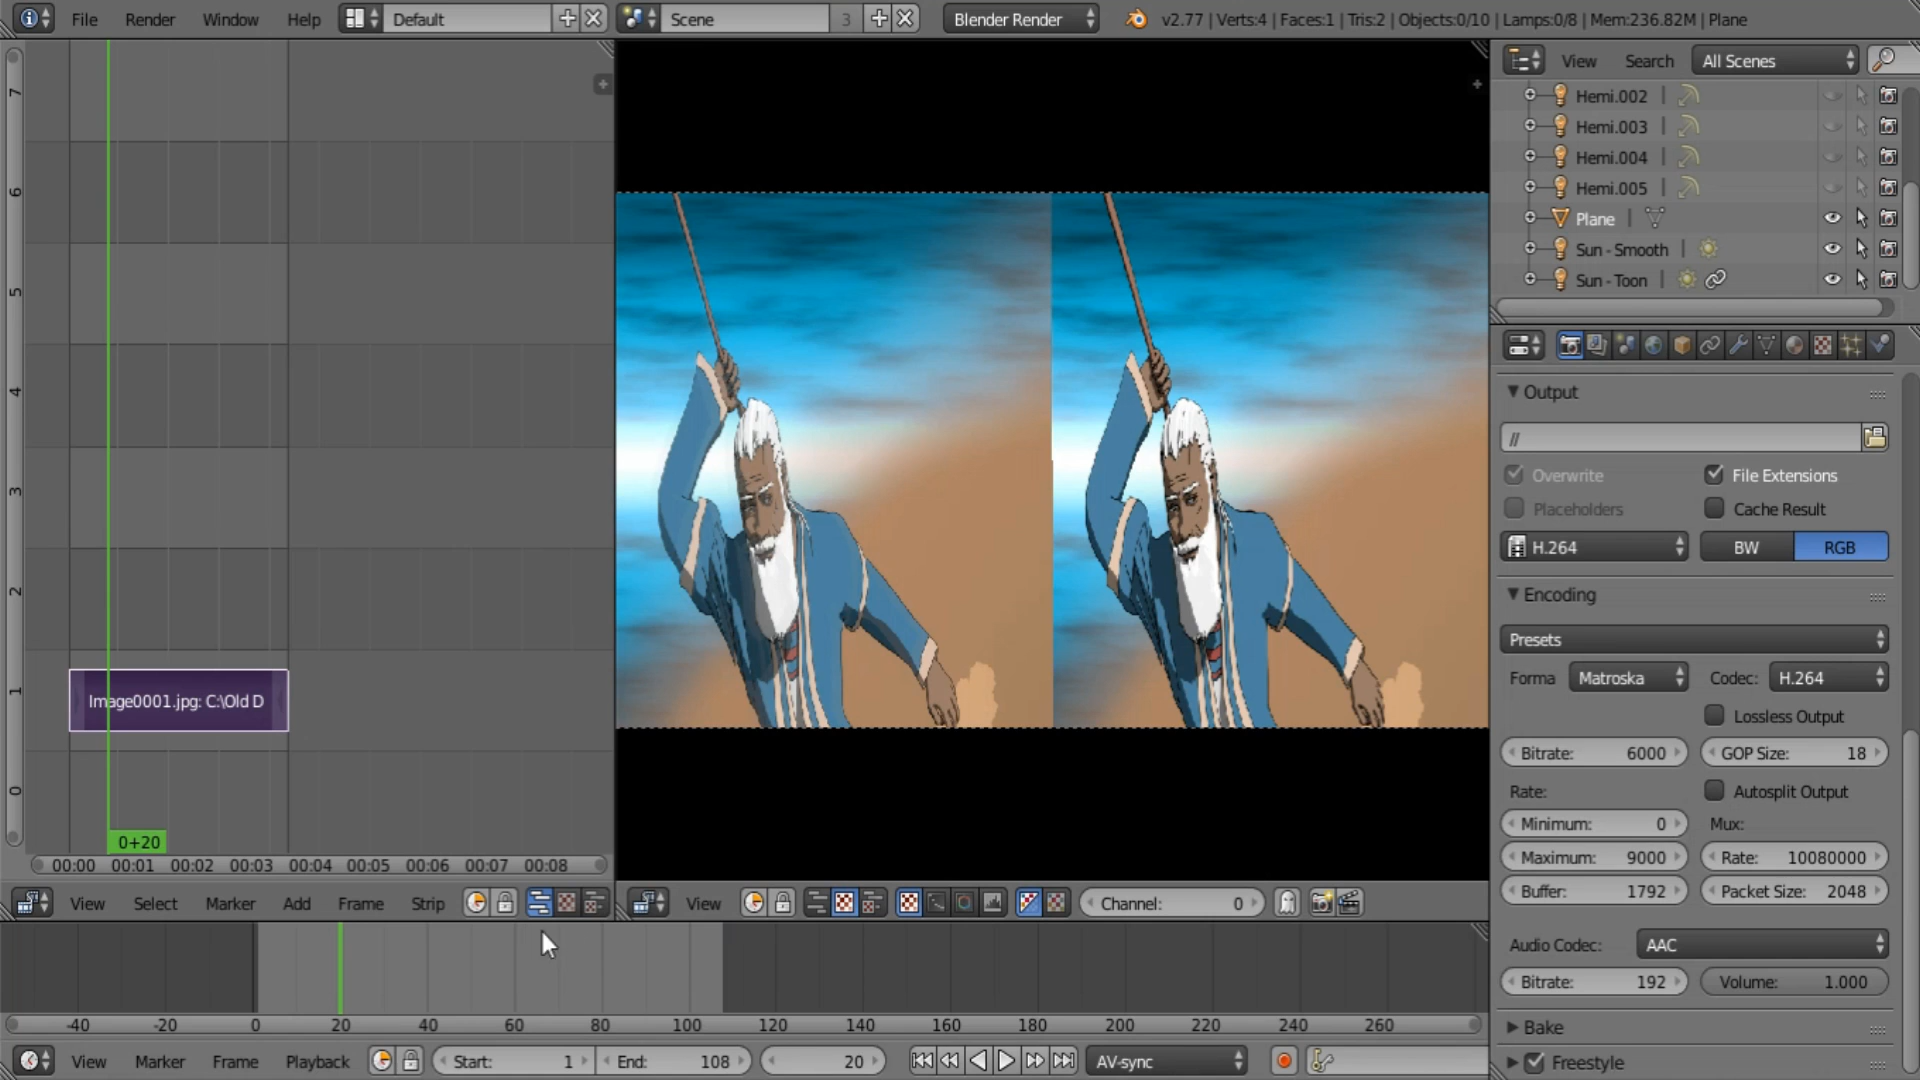 File Render Window Help Default Scene 3 Blender Render v2.77 | Verts:4 | Faces:1 | Tris:2 | Objects:0/10 | Lamps:0/8 | Mem:236.82M | Plane
View Search All Scenes
Hemi.002
Hemi.003
Hemi.004
Hemi.005
Plane
Sun - Smooth
Sun - Toon
Output
//
Overwrite File Extensions
Placeholders Cache Result
H.264 BW RGB
Encoding
Presets
Forma Matroska Codec: H.264
Lossless Output
Bitrate: 6000 GOP Size: 18
Rate: Autosplit Output
Minimum: 0 Mux:
Maximum: 9000 Rate: 10080000
Buffer: 1792 Packet Size: 2048
Audio Codec: AAC
Bitrate: 192 Volume: 1.000
Bake
Freestyle
7
6
5
4
3
2
1
0
Image0001.jpg: C:\Old D
0+20
00:00 00:01 00:02 00:03 00:04 00:05 00:06 00:07 00:08
View Select Marker Add Frame Strip
View Channel: 0
-40 -20 0 20 40 60 80 100 120 140 160 180 200 220 240 260
View Marker Frame Playback Start: 1 End: 108 20 AV-sync